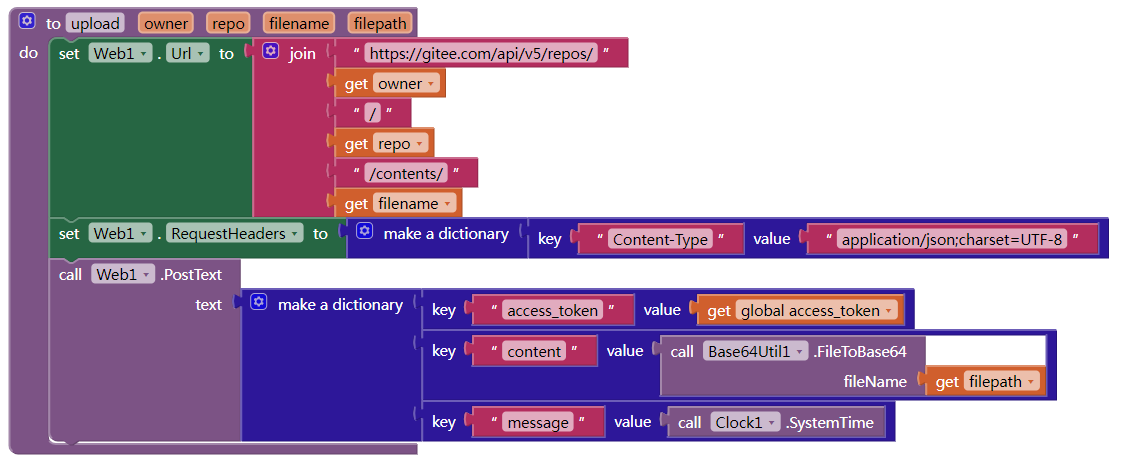 to upload owner repo filename filepath
do set Web1 . Url to join " https://gitee.com/api/v5/repos/ "
get owner
" / "
get repo
" /contents/ "
get filename
set Web1 . RequestHeaders to make a dictionary key " Content-Type " value " application/json;charset=UTF-8 "
call Web1 .PostText
text make a dictionary key " access_token " value get global access_token
key " content " value call Base64Util1 .FileToBase64
fileName get filepath
key " message " value call Clock1 .SystemTime